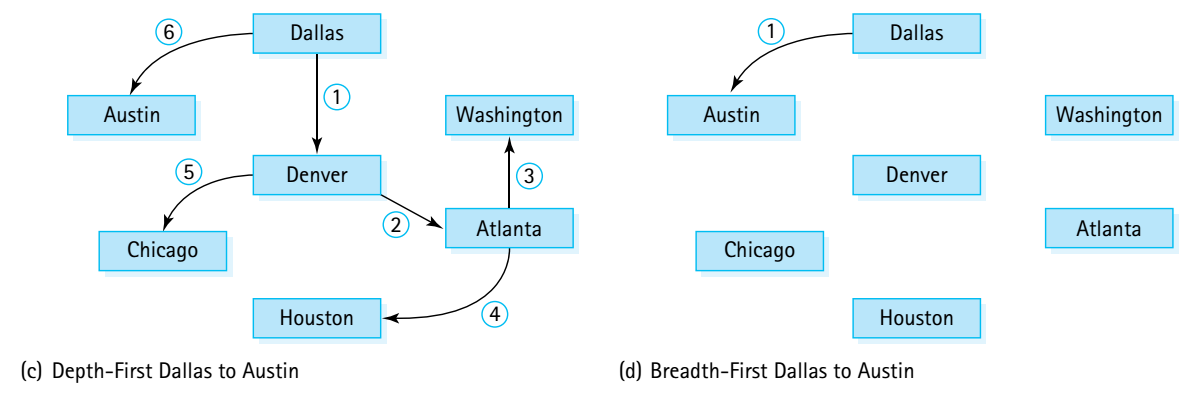 6
Dallas
Austin
1
Washington
5
Denver
3
2
Atlanta
Chicago
Houston
4
(c) Depth-First Dallas to Austin
1
Dallas
Austin
Washington
Denver
Atlanta
Chicago
Houston
(d) Breadth-First Dallas to Austin